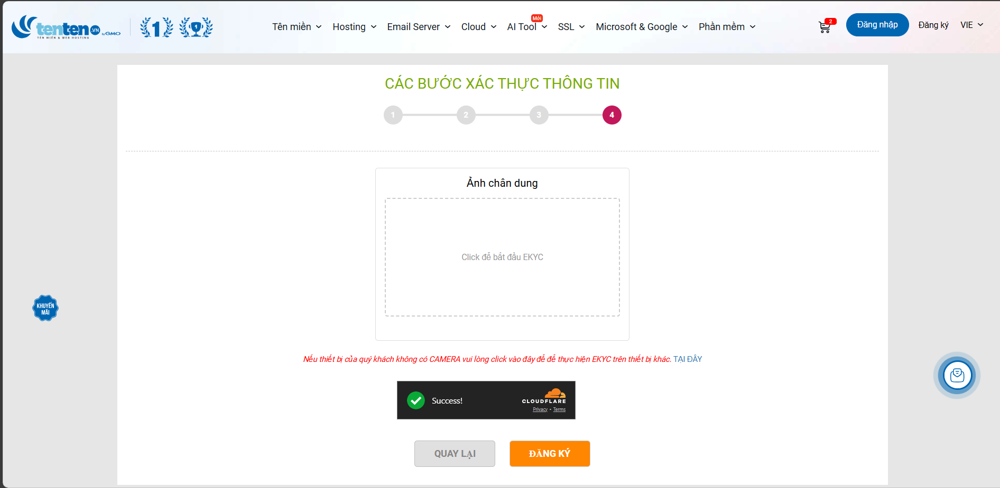 tenten.VN by GMO
TÊN MIỀN & WEB HOSTING
1
1
Tên miền
Hosting
Email Server
Cloud
AI Tool
Mới
SSL
Microsoft & Google
Phần mềm
2
Đăng nhập
Đăng ký
VIE
CÁC BƯỚC XÁC THỰC THÔNG TIN
1
2
3
4
Ảnh chân dung
Click để bắt đầu EKYC
KHUYẾN
MÃI
Nếu thiết bị của quý khách không có CAMERA vui lòng click vào đây để để thực hiện EKYC trên thiết bị khác. TẠI ĐÂY
Success!
CLOUDFLARE
Privacy • Terms
QUAY LẠI
ĐĂNG KÝ